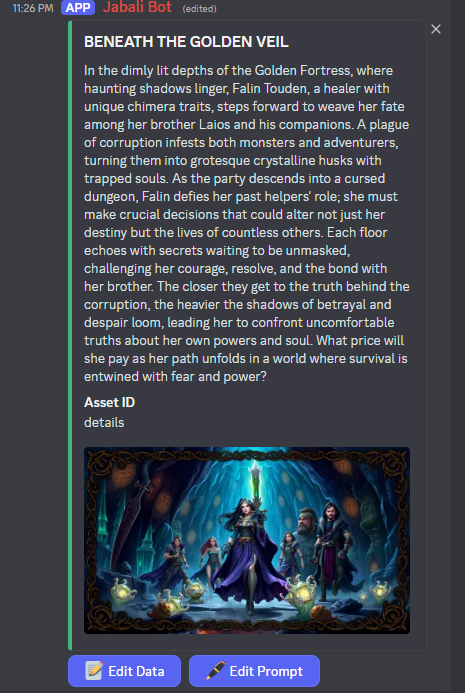 11:26 PM APP Jabali Bot (edited)
BENEATH THE GOLDEN VEIL
In the dimly lit depths of the Golden Fortress, where
haunting shadows linger, Falin Touden, a healer with
unique chimera traits, steps forward to weave her fate
among her brother Laios and his companions. A plague
of corruption infests both monsters and adventurers,
turning them into grotesque crystalline husks with
trapped souls. As the party descends into a cursed
dungeon, Falin defies her past helpers' role; she must
make crucial decisions that could alter not just her
destiny but the lives of countless others. Each floor
echoes with secrets waiting to be unmasked,
challenging her courage, resolve, and the bond with
her brother. The closer they get to the truth behind the
corruption, the heavier the shadows of betrayal and
despair loom, leading her to confront uncomfortable
truths about her own powers and soul. What price will
she pay as her path unfolds in a world where survival is
entwined with fear and power?
Asset ID
details
Edit Data
Edit Prompt